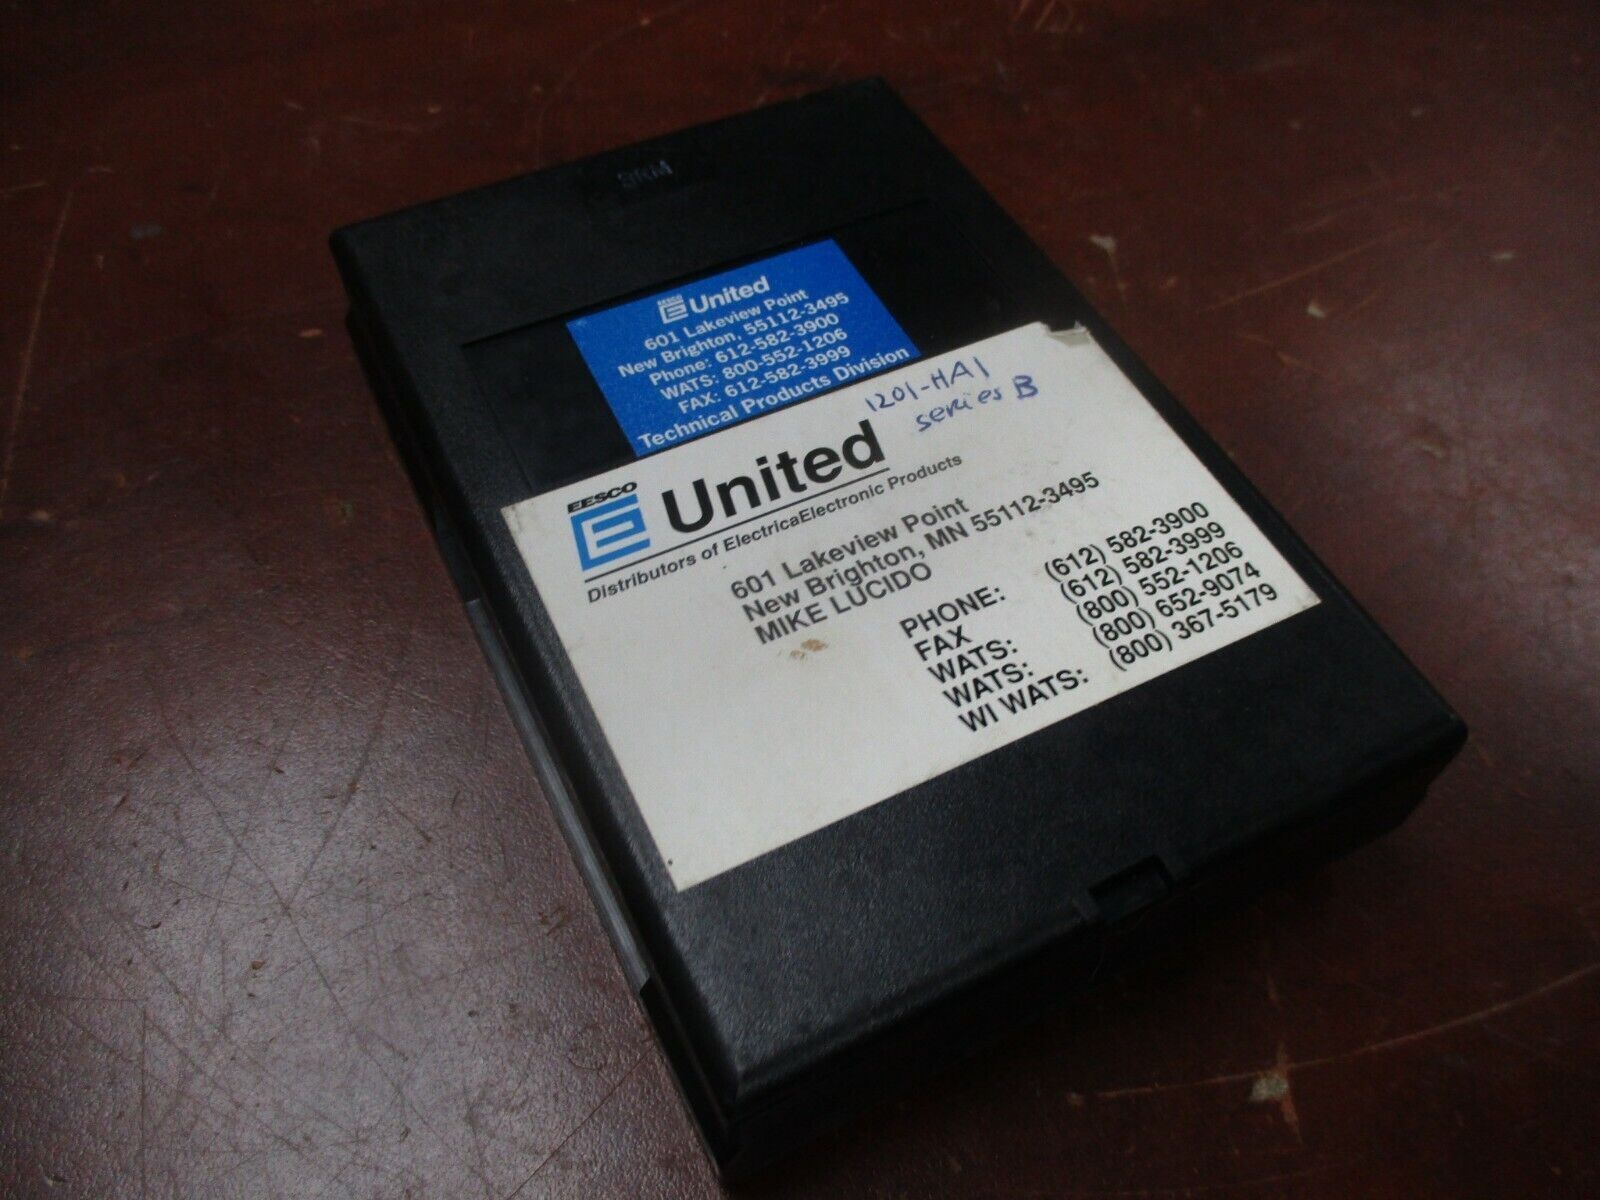 3RM
EESCO
E United
601 Lakeview Point
New Brighton, 55112-3495
Phone: 612-582-3900
WATS: 800-552-1206
FAX: 612-582-3999
Technical Products Division
1201-HA1
series B
EESCO
E United
Distributors of ElectricaElectronic Products
601 Lakeview Point
New Brighton, MN 55112-3495
MIKE LUCIDO
PHONE: (612) 582-3900
FAX (612) 582-3999
WATS: (800) 552-1206
WATS: (800) 652-9074
WI WATS: (800) 367-5179